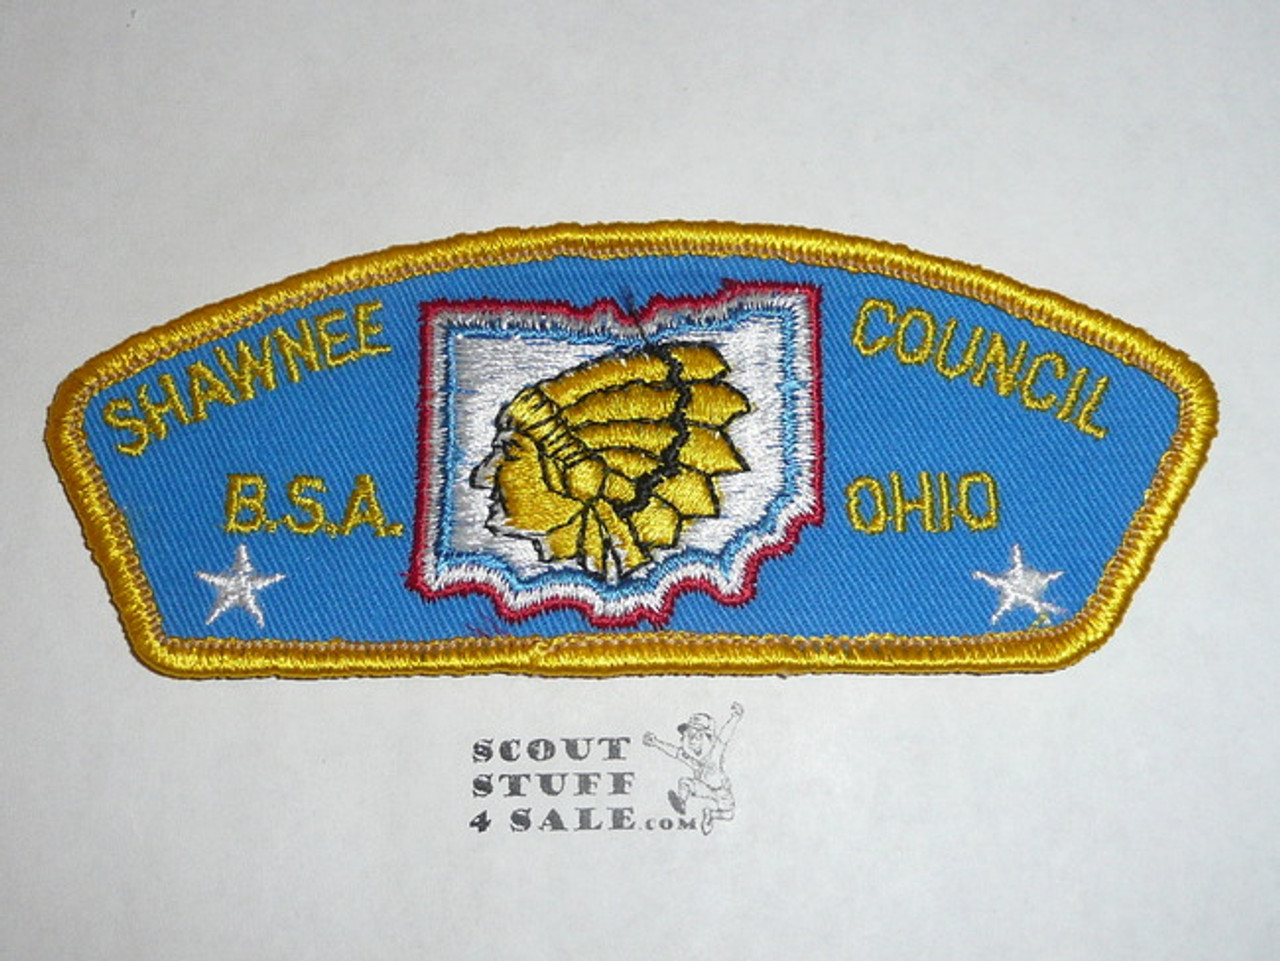 SHAWNEE COUNCIL
B.S.A. OHIO
SCOUT
STUFF
4 SALE.COM